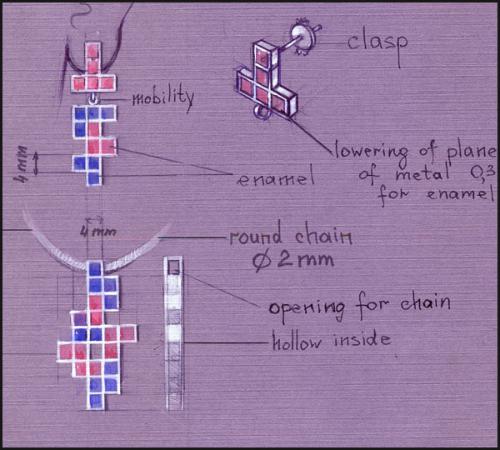 clasp
mobility
lowering of plane
of metal 0,3
for enamel
4mm
enamel
4mm
round chain
Ø 2mm
opening for chain
hollow inside